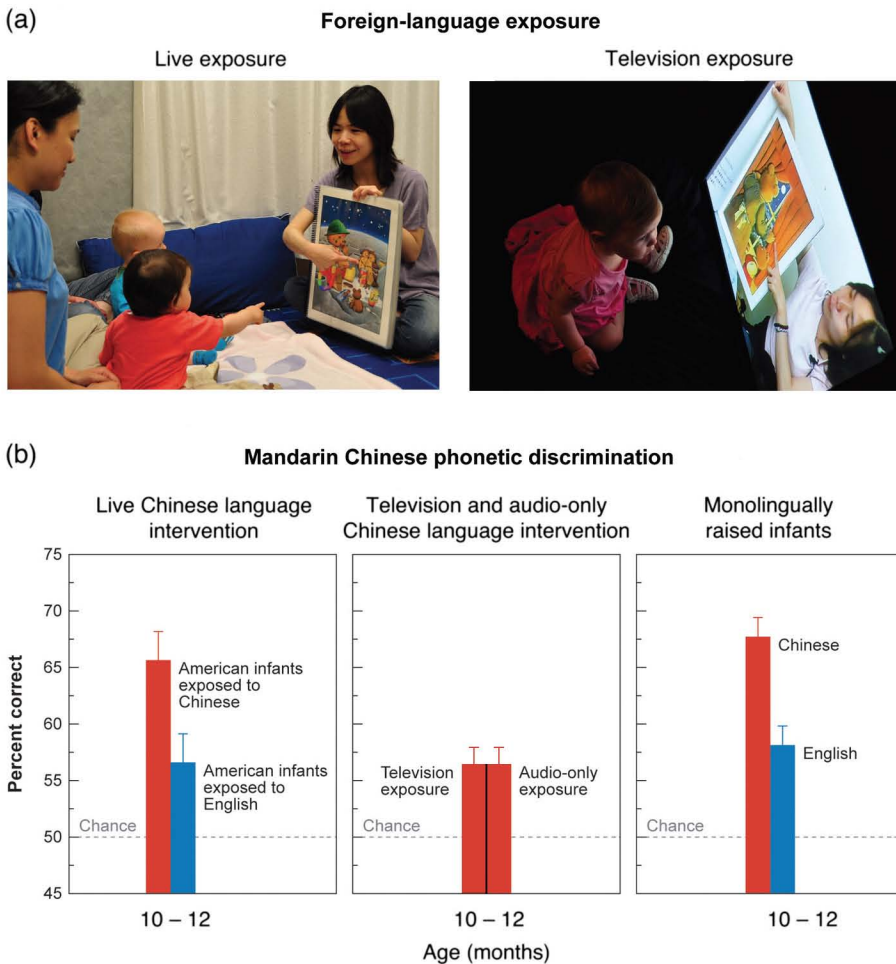 (a)
Foreign-language exposure
Live exposure
Television exposure
(b)
Mandarin Chinese phonetic discrimination
Live Chinese language
intervention
Television and audio-only
Chinese language intervention
Monolingually
raised infants
Percent correct
75
70
65
60
55
50
45
American infants
exposed to
Chinese
American infants
exposed to
English
Chance
10 – 12
Television
exposure
Audio-only
exposure
Chance
10 – 12
Chinese
English
Chance
10 – 12
Age (months)